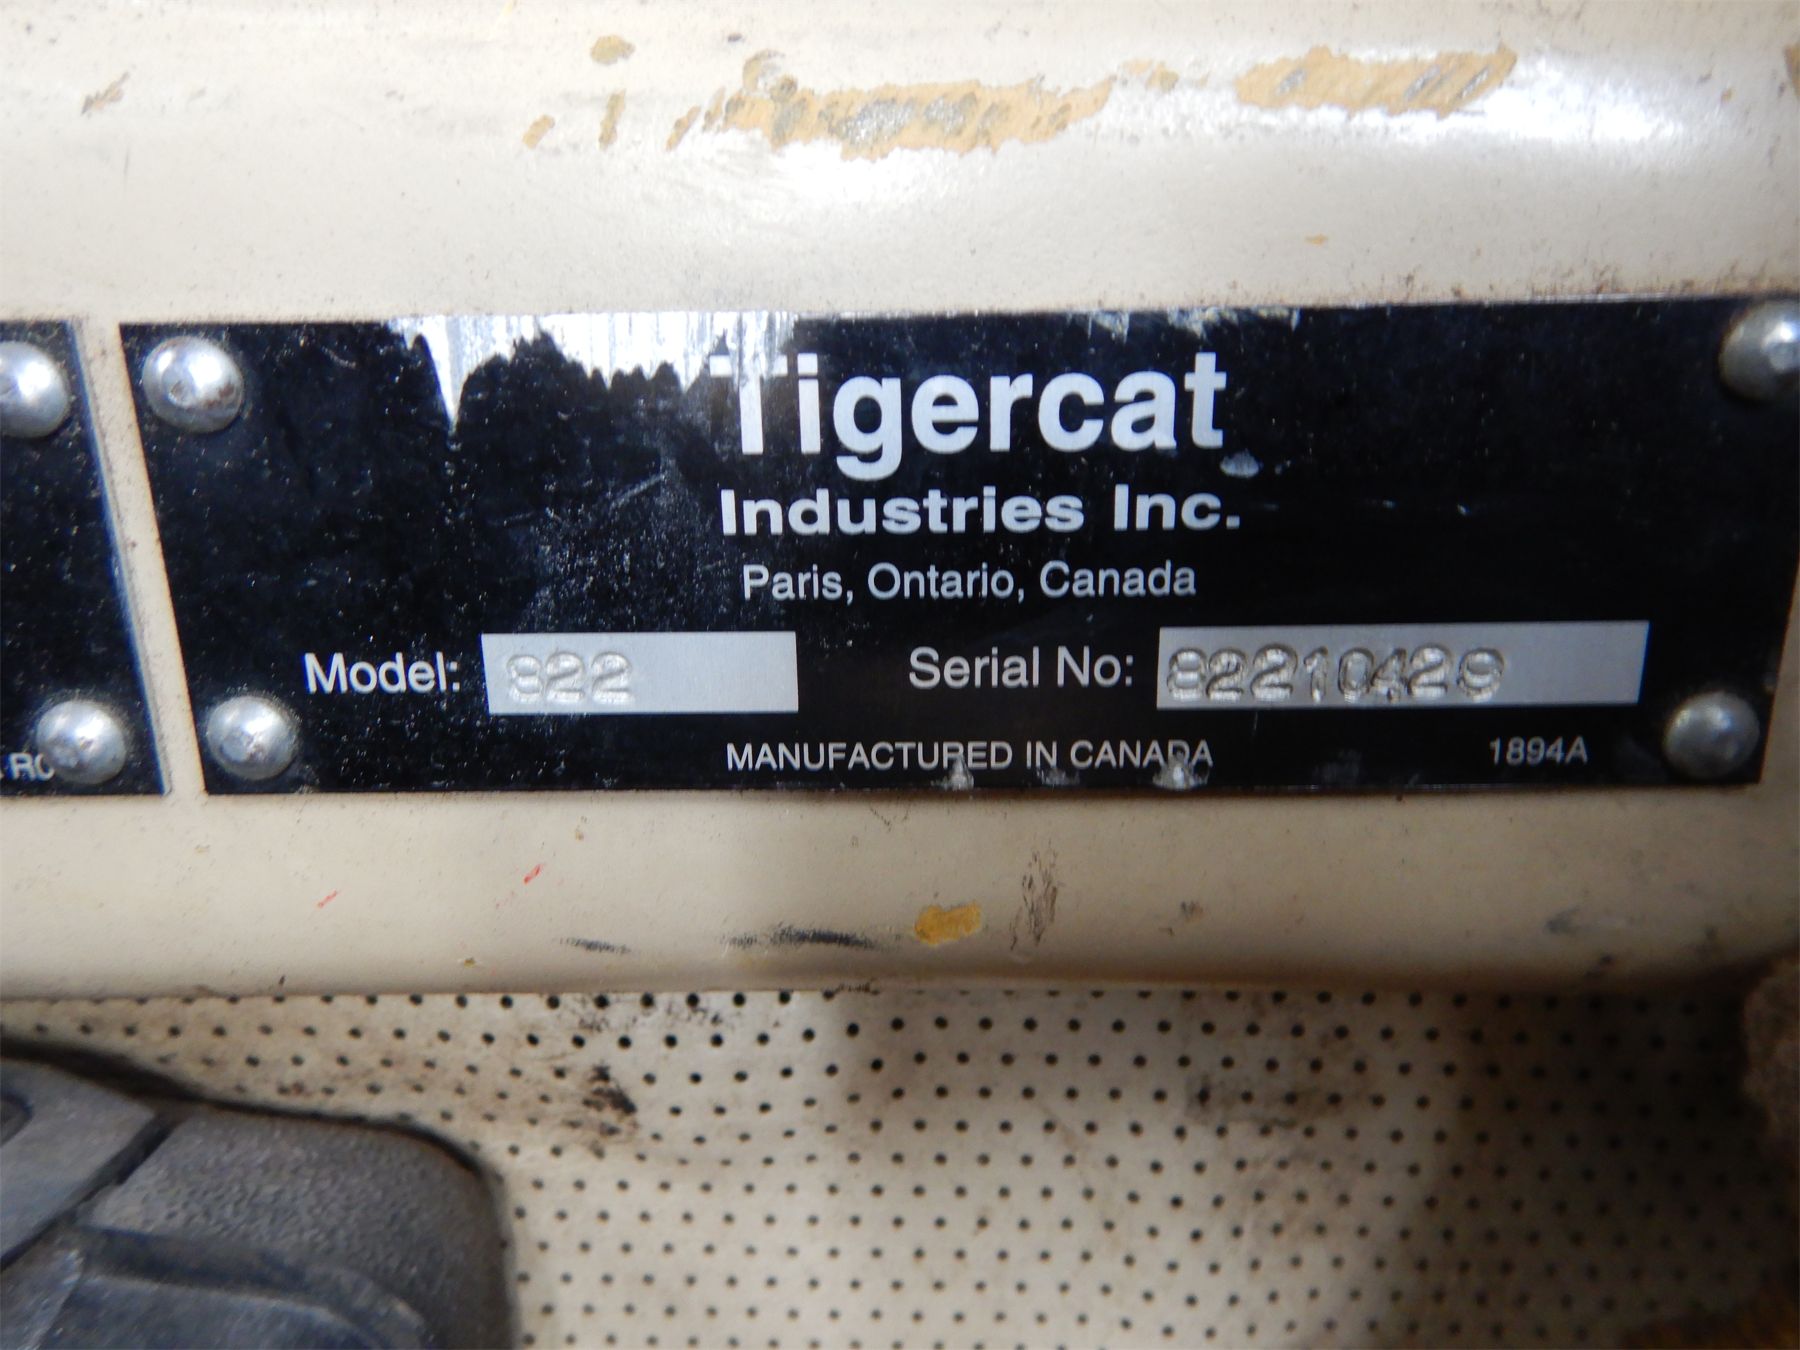 Tigercat
Industries Inc.
Paris, Ontario, Canada
Model: 822 Serial No: 82210429
MANUFACTURED IN CANADA 1894A